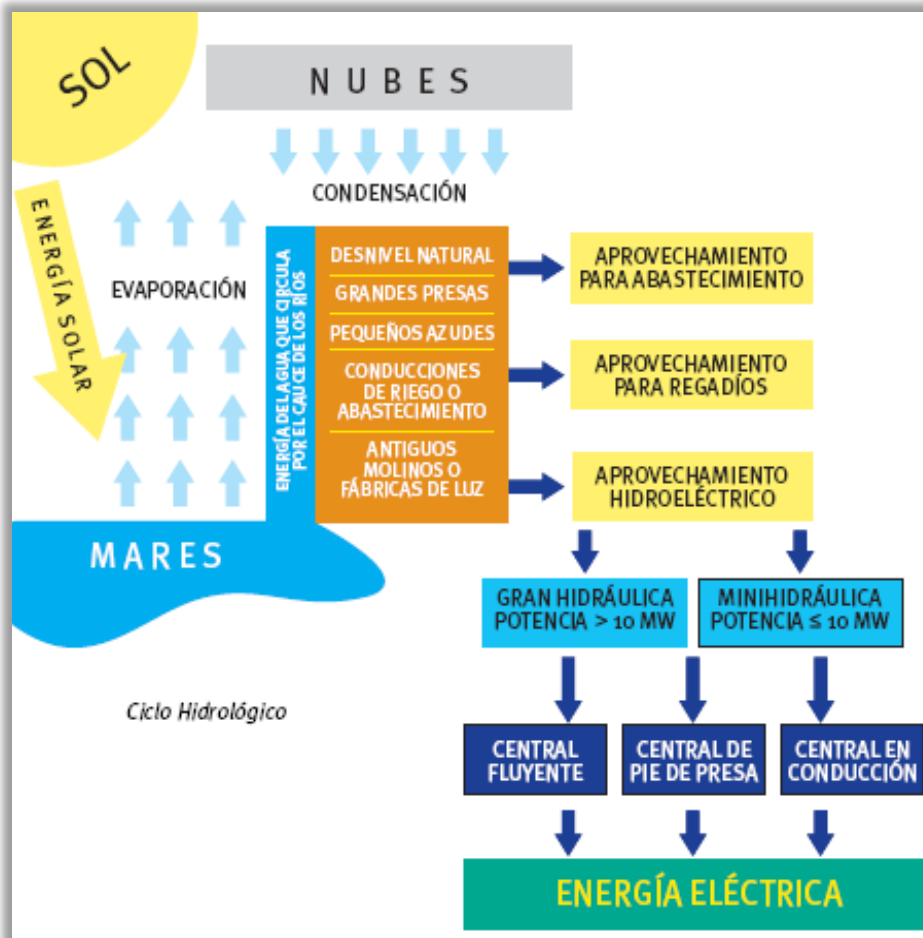 SOL
NUBES
CONDENSACIÓN
ENERGÍA SOLAR
EVAPORACIÓN
ENERGÍA DEL AGUA QUE CIRCULA
POR EL CAUCE DE LOS RÍOS
DESNIVEL NATURAL
GRANDES PRESAS
PEQUEÑOS AZUDES
CONDUCCIONES
DE RIEGO O
ABASTECIMIENTO
ANTIGUOS
MOLINOS O
FÁBRICAS DE LUZ
APROVECHAMIENTO
PARA ABASTECIMIENTO
APROVECHAMIENTO
PARA REGADÍOS
APROVECHAMIENTO
HIDROELÉCTRICO
MARES
GRAN HIDRÁULICA
POTENCIA > 10 MW
MINIHIDRÁULICA
POTENCIA ≤ 10 MW
Ciclo Hidrológico
CENTRAL
FLUYENTE
CENTRAL DE
PIE DE PRESA
CENTRAL EN
CONDUCCIÓN
ENERGÍA ELÉCTRICA